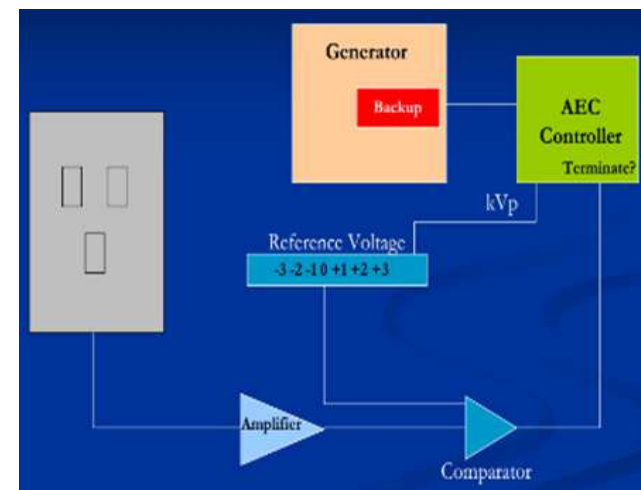 Generator
Backup
AEC
Controller
Terminate?
kVp
Reference Voltage
-3 -2 -1 0 +1 +2 +3
Amplifier
Comparator